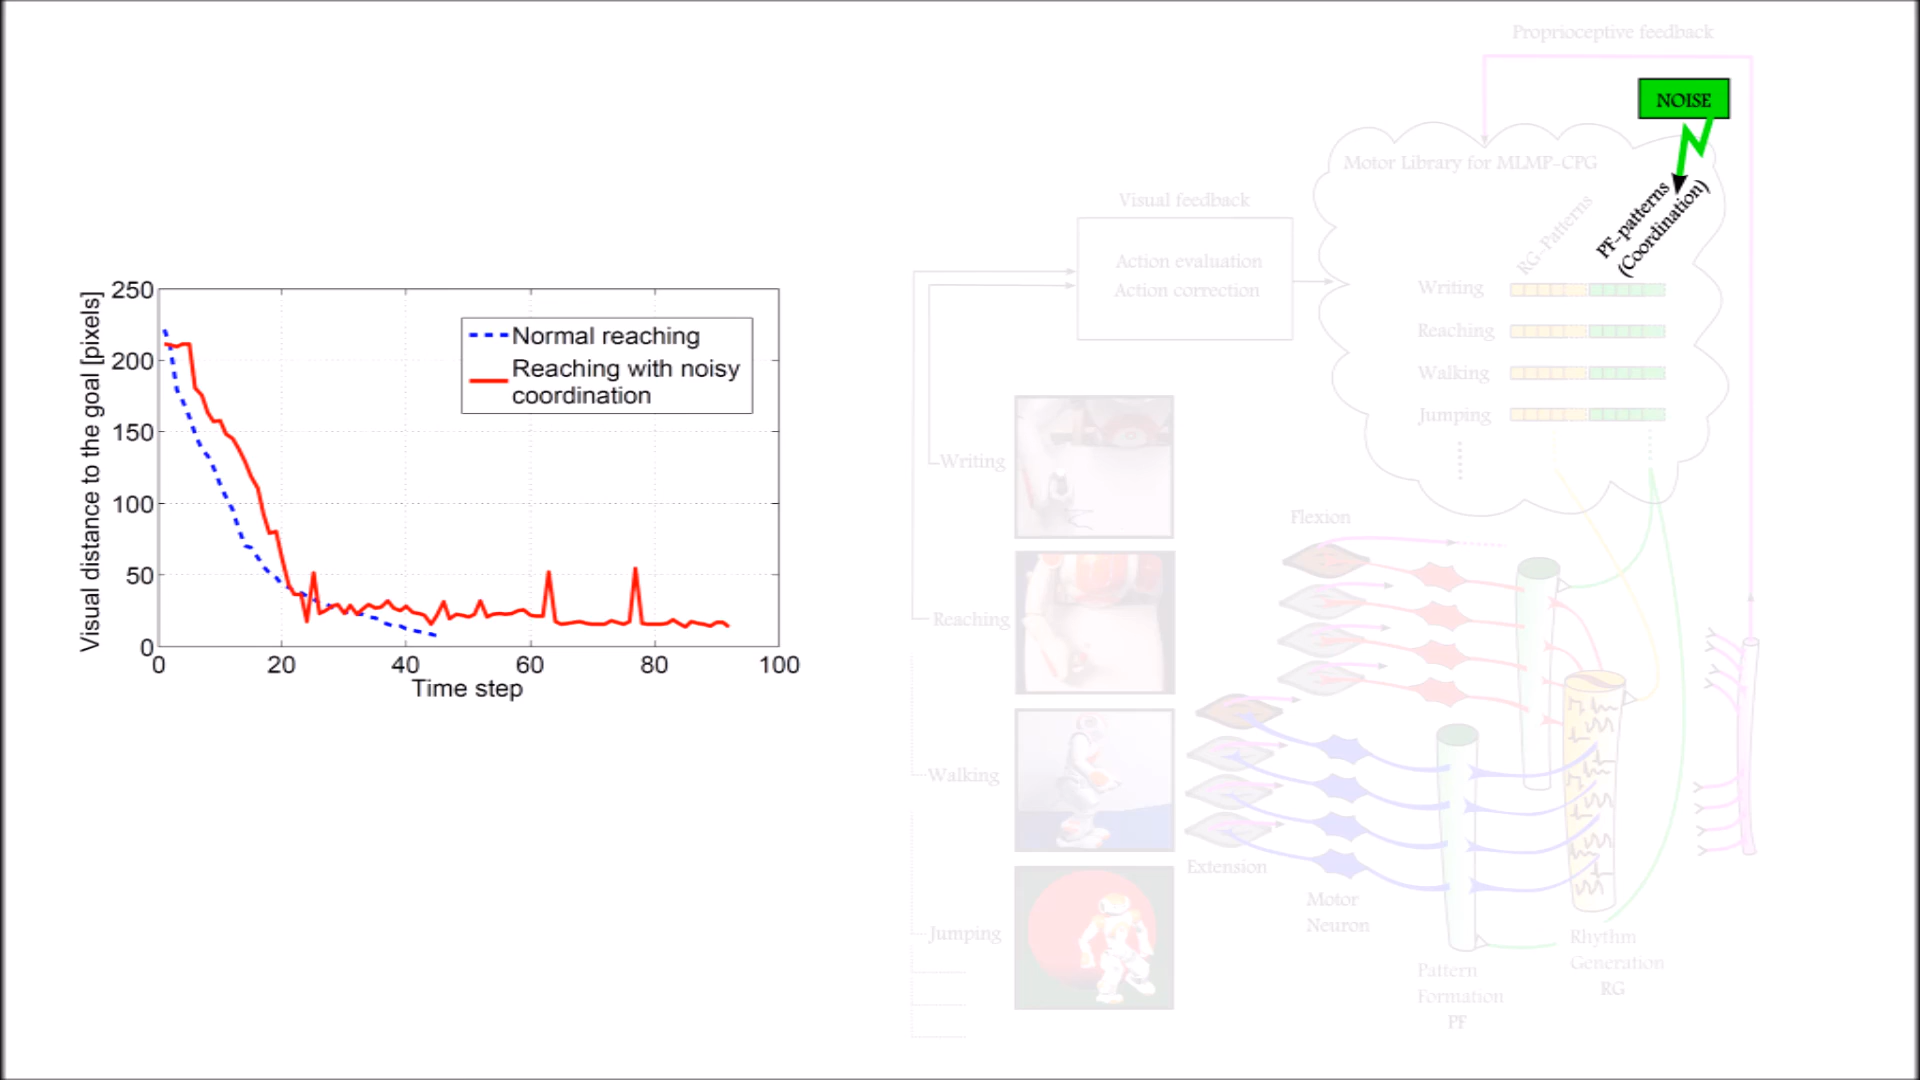 Proprioceptive feedback
NOISE
Motor Library for MLMP-CPG
RG-Patterns
PF-patterns
(Coordination)
Visual feedback
Action evaluation
Action correction
Writing
Reaching
Walking
Jumping
250
200
150
100
50
0
Visual distance to the goal [pixels]
Normal reaching
Reaching with noisy
coordination
0
20
40
60
80
100
Time step
Writing
Reaching
Walking
Jumping
Flexion
Extension
Motor
Neuron
Pattern
Formation
PF
Rhythm
Generation
RG